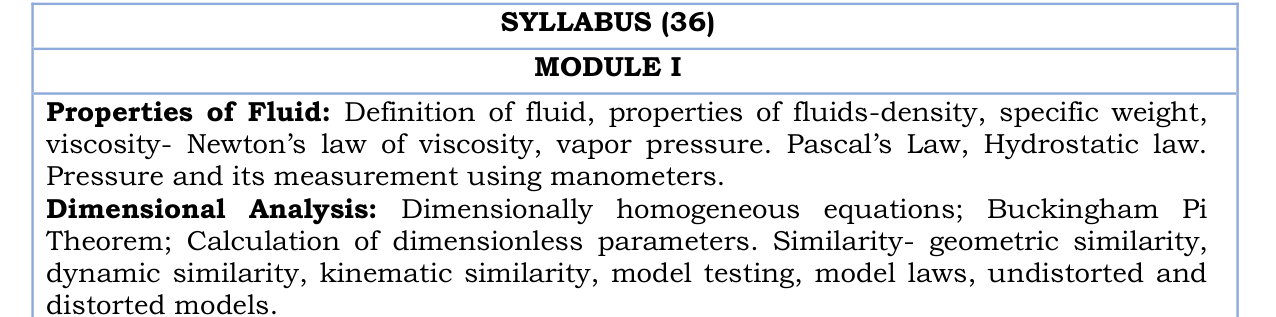 SYLLABUS (36)
MODULE I
Properties of Fluid: Definition of fluid, properties of fluids-density, specific weight,
viscosity- Newton’s law of viscosity, vapor pressure. Pascal’s Law, Hydrostatic law.
Pressure and its measurement using manometers.
Dimensional Analysis: Dimensionally homogeneous equations; Buckingham Pi
Theorem; Calculation of dimensionless parameters. Similarity- geometric similarity,
dynamic similarity, kinematic similarity, model testing, model laws, undistorted and
distorted models.